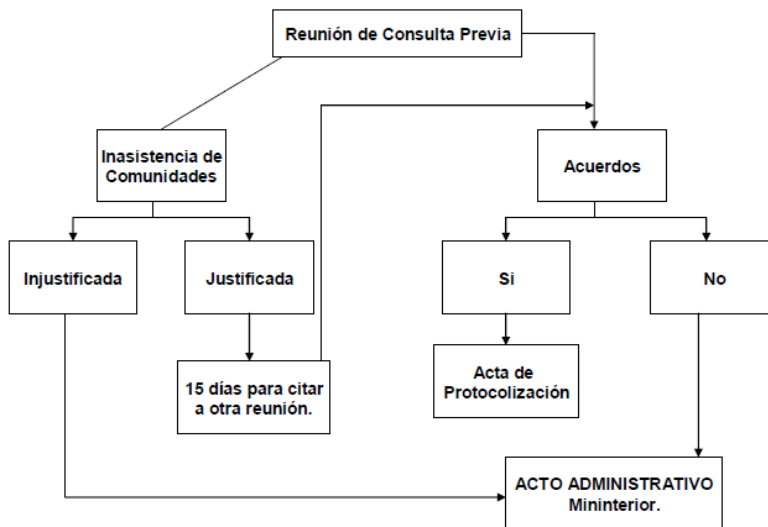 Reunión de Consulta Previa
Inasistencia de
Comunidades
Acuerdos
Injustificada
Justificada
Si
No
15 días para citar
a otra reunión.
Acta de
Protocolización
ACTO ADMINISTRATIVO
Mininterior.